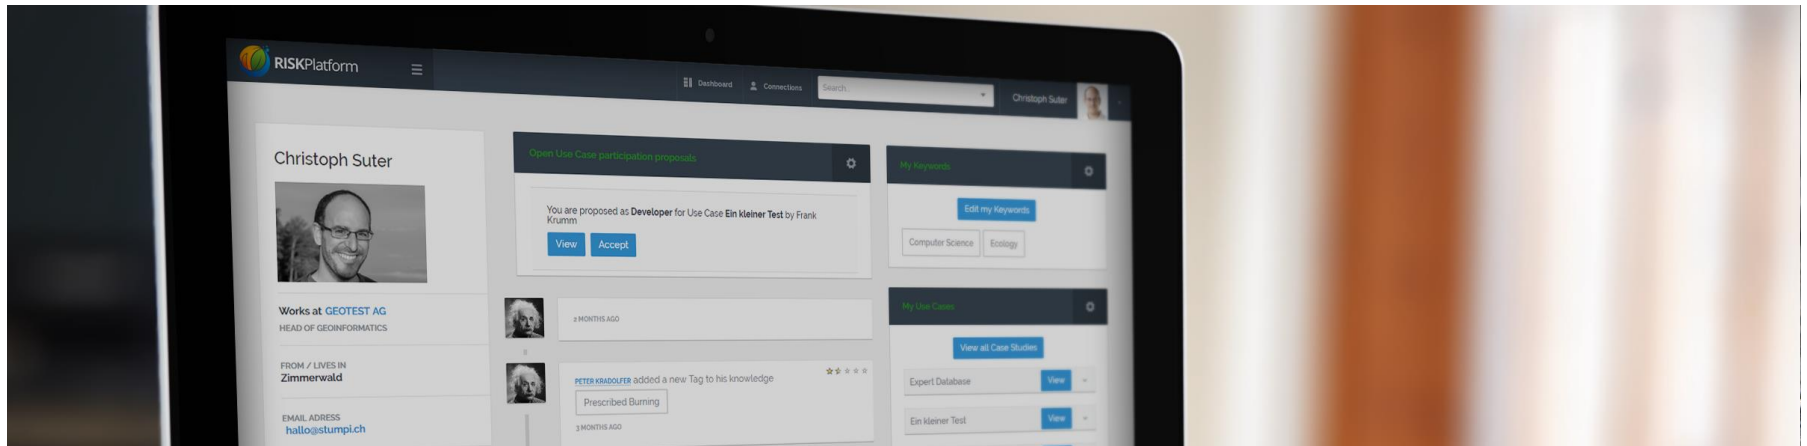 RISKPlatform
Dashboard
Connections
Search..
Christoph Suter
Christoph Suter
Works at GEOTEST AG
HEAD OF GEOINFORMATICS
FROM / LIVES IN
Zimmerwald
EMAIL ADRESS
hallo@stumpi.ch
Open Use Case participation proposals
You are proposed as Developer for Use Case Ein kleiner Test by Frank
Krumm
View
Accept
2 MONTHS AGO
PETER KRADOLFER added a new Tag to his knowledge
Prescribed Burning
3 MONTHS AGO
My Keywords
Edit my Keywords
Computer Science
Ecology
My Use Cases
View all Case Studies
Expert Database
View
Ein kleiner Test
View